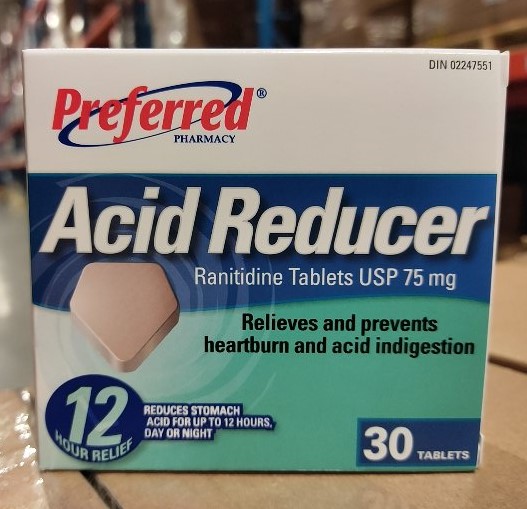 DIN 02247551
Preferred®
PHARMACY
Acid Reducer
Ranitidine Tablets USP 75 mg
Relieves and prevents
heartburn and acid indigestion
12
HOUR RELIEF
REDUCES STOMACH
ACID FOR UP TO 12 HOURS,
DAY OR NIGHT
30 TABLETS